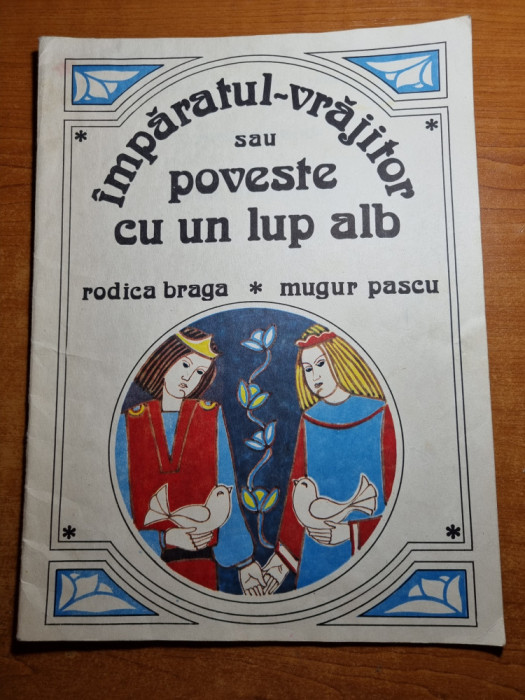 împăratul-vrăjitor
sau
poveste
cu un lup alb
rodica braga * mugur pascu